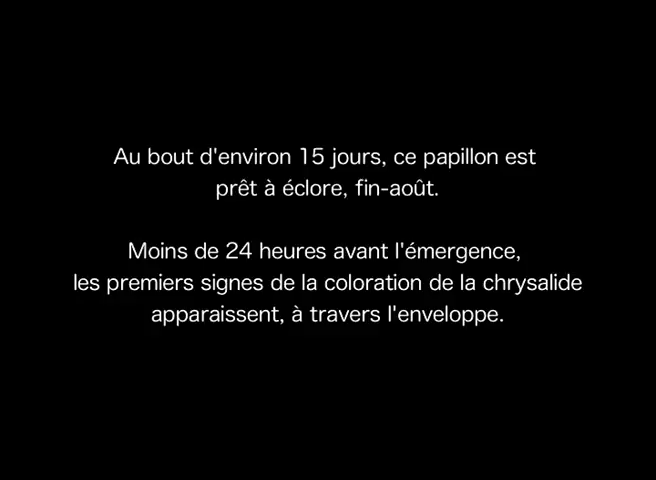 Au bout d'environ 15 jours, ce papillon est
prêt à éclore, fin-août.
Moins de 24 heures avant l'émergence,
les premiers signes de la coloration de la chrysalide
apparaissent, à travers l'enveloppe.